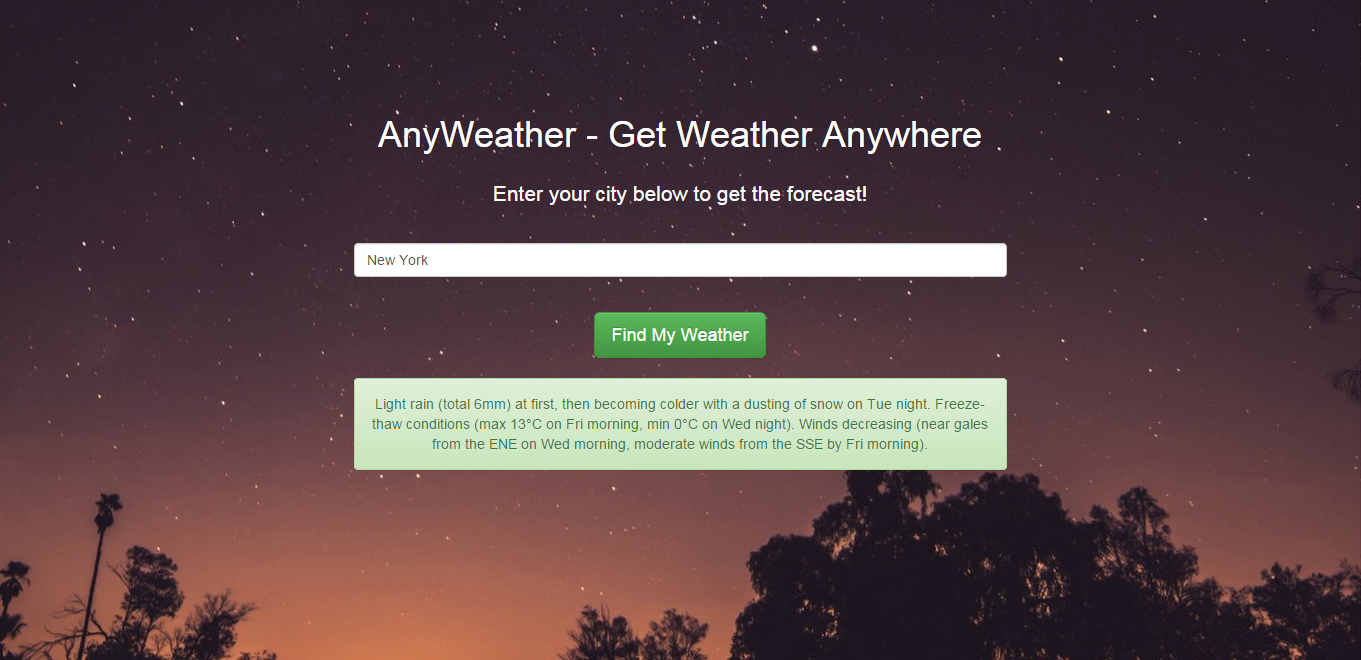 AnyWeather - Get Weather Anywhere
Enter your city below to get the forecast!
New York
Find My Weather
Light rain (total 6mm) at first, then becoming colder with a dusting of snow on Tue night. Freeze-
thaw conditions (max 13°C on Fri morning, min 0°C on Wed night). Winds decreasing (near gales
from the ENE on Wed morning, moderate winds from the SSE by Fri morning).